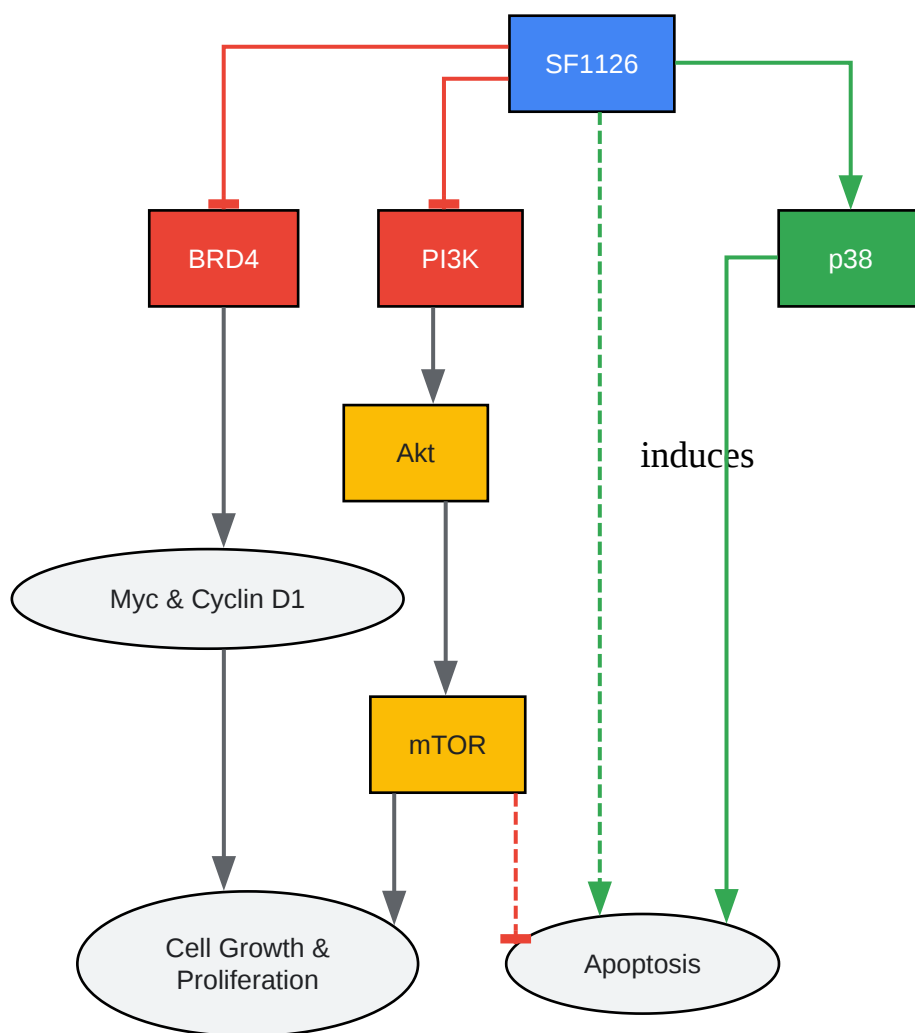 SF1126
BRD4
PI3K
p38
Akt
induces
Myc & Cyclin D1
mTOR
Cell Growth &
Proliferation
Apoptosis